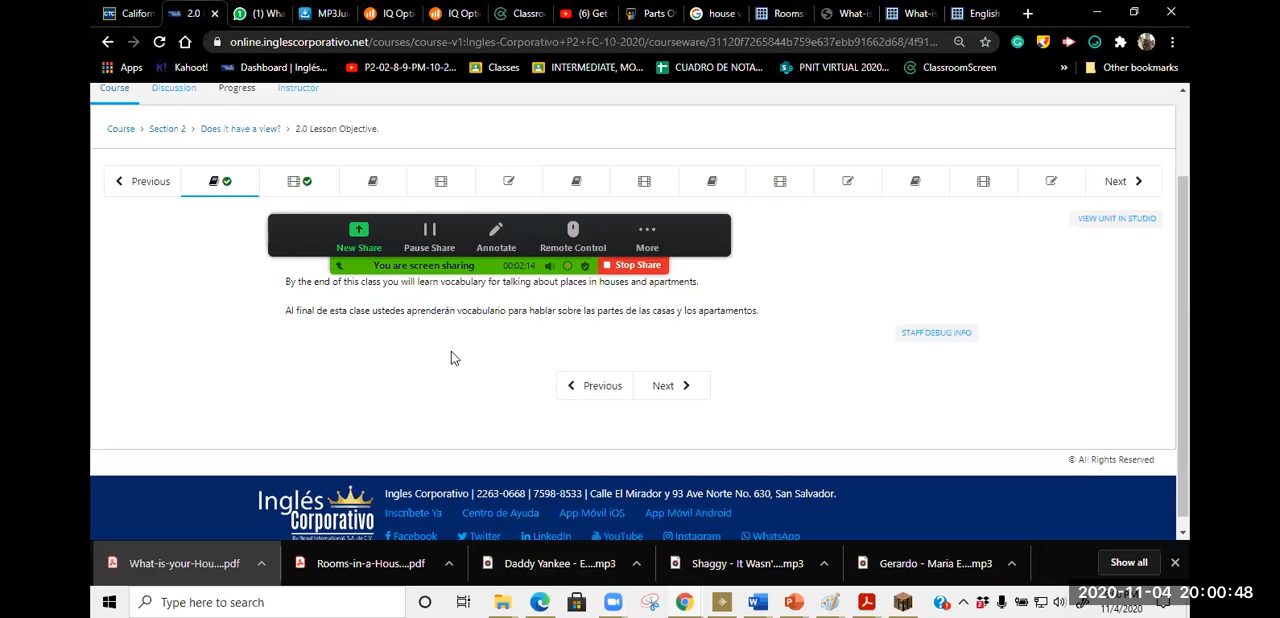 Californ
2.0
(1) Wha
MP3Jui
IQ Opti
IQ Opti
Classro
(6) Get
Parts O
house v
Rooms-
What-is
What-is
English
online.inglescorporativo.net/courses/course-v1:Ingles-Corporativo+P2+FC-10-2020/courseware/31120f7265844b759e637ebb91662d68/4f91...
Apps Kahoot! Dashboard | Inglés... P2-02-8-9-PM-10-2... Classes INTERMEDIATE, MO... CUADRO DE NOTA... PNIT VIRTUAL 2020... ClassroomScreen » Other bookmarks
Course Discussion Progress Instructor
Course > Section 2 > Does it have a view? > 2.0 Lesson Objective.
Previous Next
VIEW UNIT IN STUDIO
New Share Pause Share Annotate Remote Control More
You are screen sharing 00:02:14 Stop Share
By the end of this class you will learn vocabulary for talking about places in houses and apartments.
Al final de esta clase ustedes aprenderán vocabulario para hablar sobre las partes de las casas y los apartamentos.
STAFF DEBUG INFO
Previous Next
© All Rights Reserved
Inglés Corporativo
Ingles Corporativo | 2263-0668 | 7598-8533 | Calle El Mirador y 93 Ave Norte No. 630, San Salvador.
Inscríbete Ya Centro de Ayuda App Móvil iOS App Móvil Android
Facebook Twitter LinkedIn YouTube Instagram WhatsApp
What-is-your-Hou....pdf Rooms-in-a-Hous....pdf Daddy Yankee - E....mp3 Shaggy - It Wasn'....mp3 Gerardo - Maria E....mp3 Show all
Type here to search
2020-11-04 20:00:48
11/4/2020